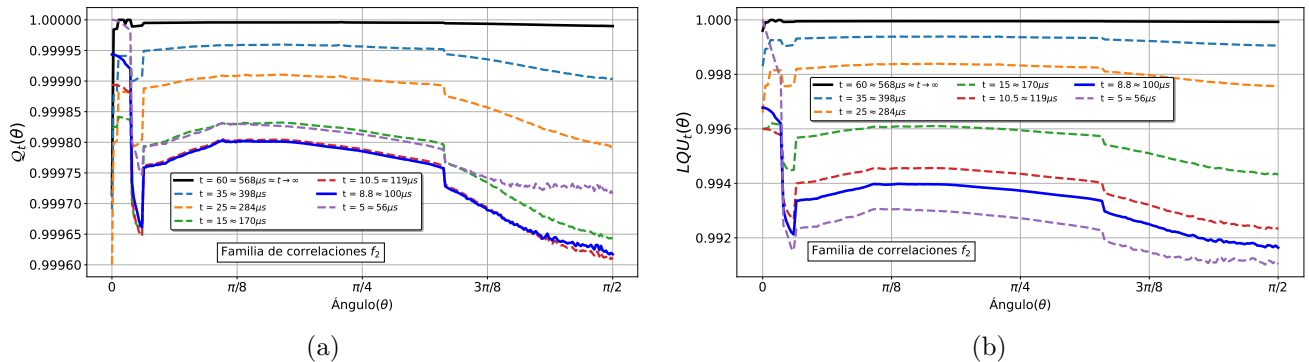 1.00000
0.99995
0.99990
0.99985
0.99980
0.99975
0.99970
0.99965
0.99960
𝒬t(θ)
t = 60 ≈ 568μs ≈ t → ∞
t = 35 ≈ 398μs
t = 25 ≈ 284μs
t = 15 ≈ 170μs
t = 10.5 ≈ 119μs
t = 8.8 ≈ 100μs
t = 5 ≈ 56μs
Familia de correlaciones f2
0 π/8 π/4 3π/8 π/2
Ángulo(θ)
(a)
1.000
0.998
0.996
0.994
0.992
LQUt(θ)
t = 60 ≈ 568μs ≈ t → ∞
t = 35 ≈ 398μs
t = 25 ≈ 284μs
t = 15 ≈ 170μs
t = 10.5 ≈ 119μs
t = 8.8 ≈ 100μs
t = 5 ≈ 56μs
Familia de correlaciones f2
0 π/8 π/4 3π/8 π/2
Ángulo(θ)
(b)